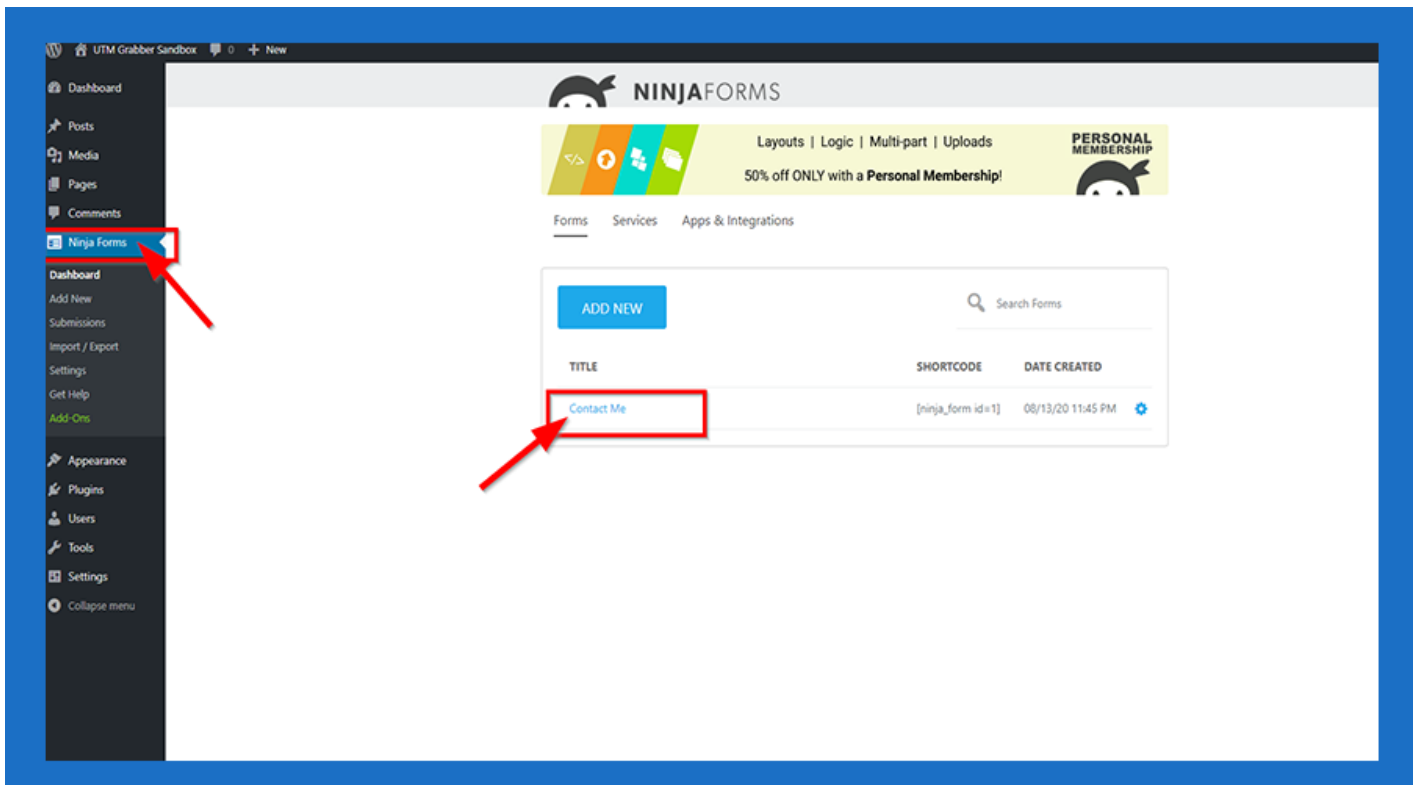 UTM Grabber Sandbox 0 + New
Dashboard
Posts
Media
Pages
Comments
Ninja Forms
Dashboard
Add New
Submissions
Import / Export
Settings
Get Help
Add-Ons
Appearance
Plugins
Users
Tools
Settings
Collapse menu
NINJAFORMS
</> Layouts | Logic | Multi-part | Uploads
50% off ONLY with a Personal Membership!
PERSONAL
MEMBERSHIP
Forms Services Apps & Integrations
ADD NEW Search Forms
TITLE SHORTCODE DATE CREATED
Contact Me [ninja_form id=1] 08/13/20 11:45 PM